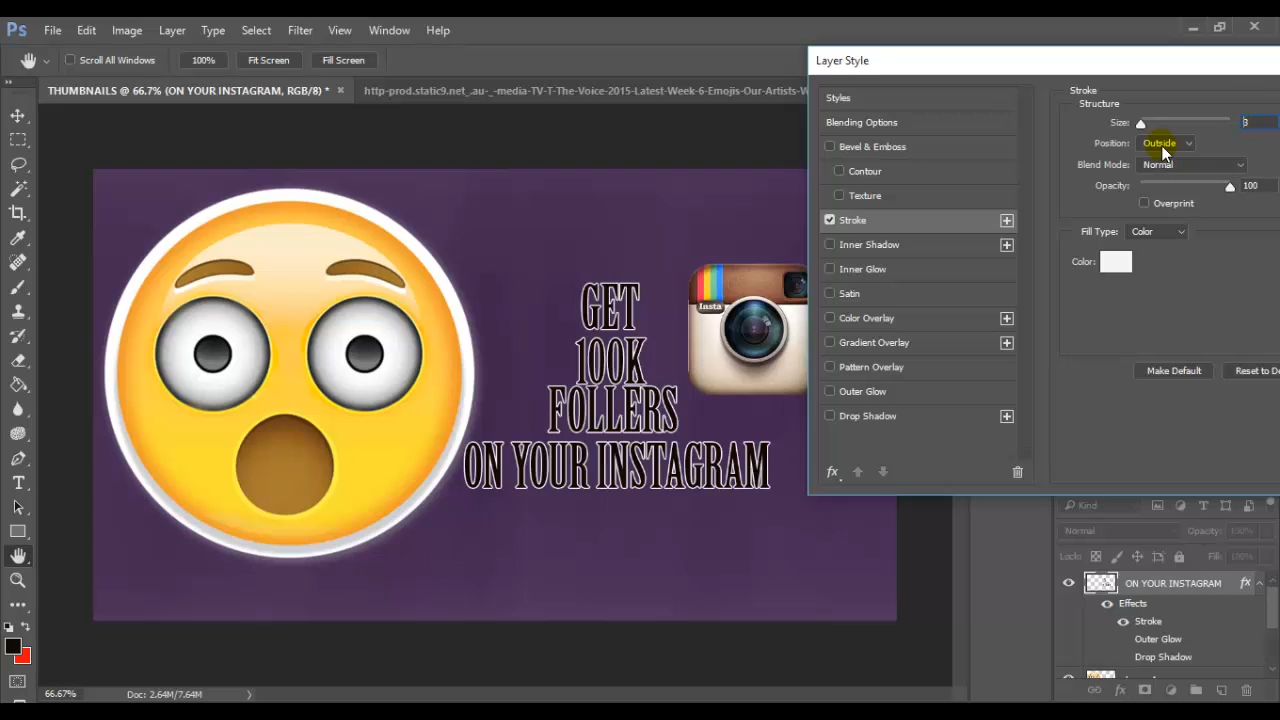 Ps File Edit Image Layer Type Select Filter View Window Help
Scroll All Windows 100% Fit Screen Fill Screen
THUMBNAILS @ 66.7% (ON YOUR INSTAGRAM, RGB/8) *
http-prod.static9.net_.au-_-media-TV-T-The-Voice-2015-Latest-Week-6-Emojis-Our-Artists-W
Layer Style
Styles
Blending Options
Bevel & Emboss
Contour
Texture
Stroke
Inner Shadow
Inner Glow
Satin
Color Overlay
Gradient Overlay
Pattern Overlay
Outer Glow
Drop Shadow
fx
Stroke
Structure
Size: 3
Position: Outside
Blend Mode: Normal
Opacity: 100
Overprint
Fill Type: Color
Color:
Make Default Reset to De
Insta
GET
100K
FOLLERS
ON YOUR INSTAGRAM
Kind
Normal Opacity: 100%
Lock: Fill: 100%
ON YOUR INSTAGRAM fx
Effects
Stroke
Outer Glow
Drop Shadow
66.67% Doc: 2.64M/7.64M